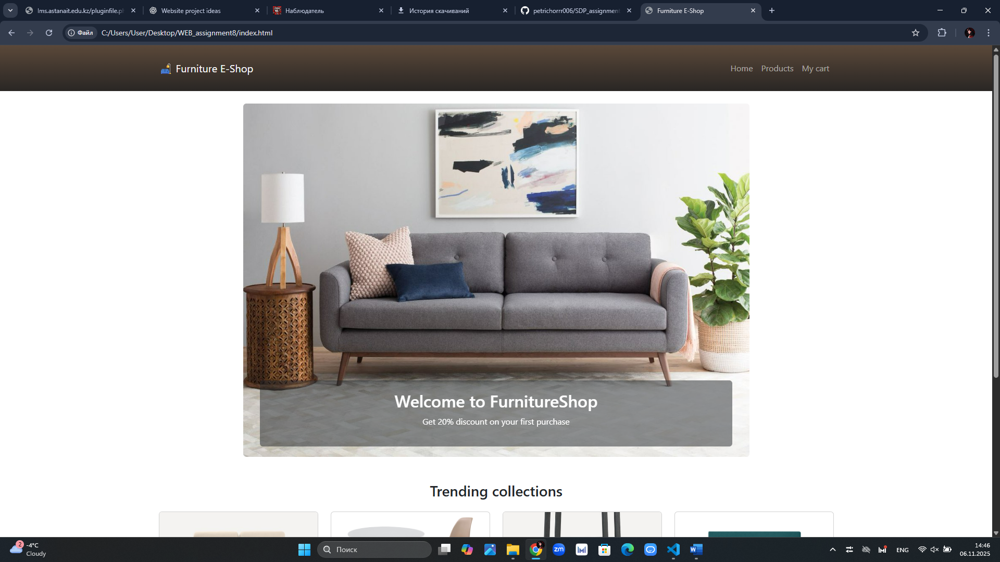 lms.astanait.edu.kz/pluginfile.ph
Website project ideas
Наблюдатель
История скачиваний
petrichorrr006/SDP_assignment
Furniture E-Shop
Файл
C:/Users/User/Desktop/WEB_assignment8/index.html
Furniture E-Shop
Home
Products
My cart
Welcome to FurnitureShop
Get 20% discount on your first purchase
Trending collections
2
-4°C
Cloudy
Поиск
zm
W
ENG
14:46
06.11.2025